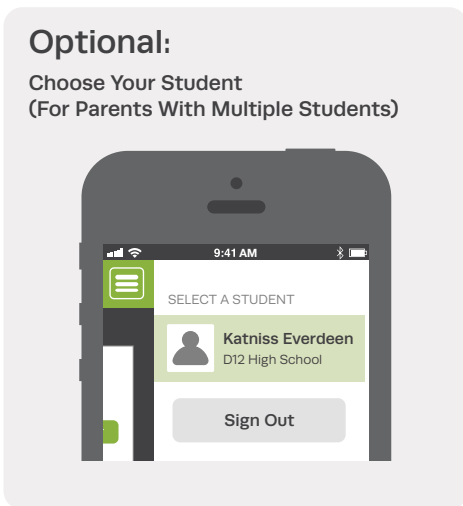 Optional:
Choose Your Student
(For Parents With Multiple Students)
9:41 AM
SELECT A STUDENT
Katniss Everdeen
D12 High School
Sign Out